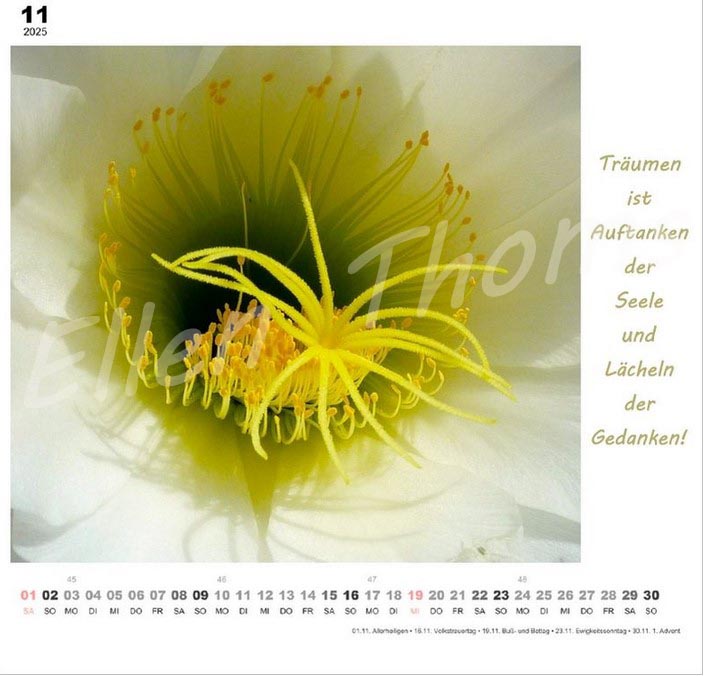 11
2025
Träumen
ist
Auftanken
der
Seele
und
Lächeln
der
Gedanken!
Ellen Thorn
45 46 47 48
01 02 03 04 05 06 07 08 09 10 11 12 13 14 15 16 17 18 19 20 21 22 23 24 25 26 27 28 29 30
SA SO MO DI MI DO FR SA SO MO DI MI DO FR SA SO MO DI MI DO FR SA SO MO DI MI DO FR SA SO
01.11. Allerheiligen • 16.11. Volkstrauertag • 19.11. Buß- und Bettag • 23.11. Ewigkeitssonntag • 30.11. 1. Advent